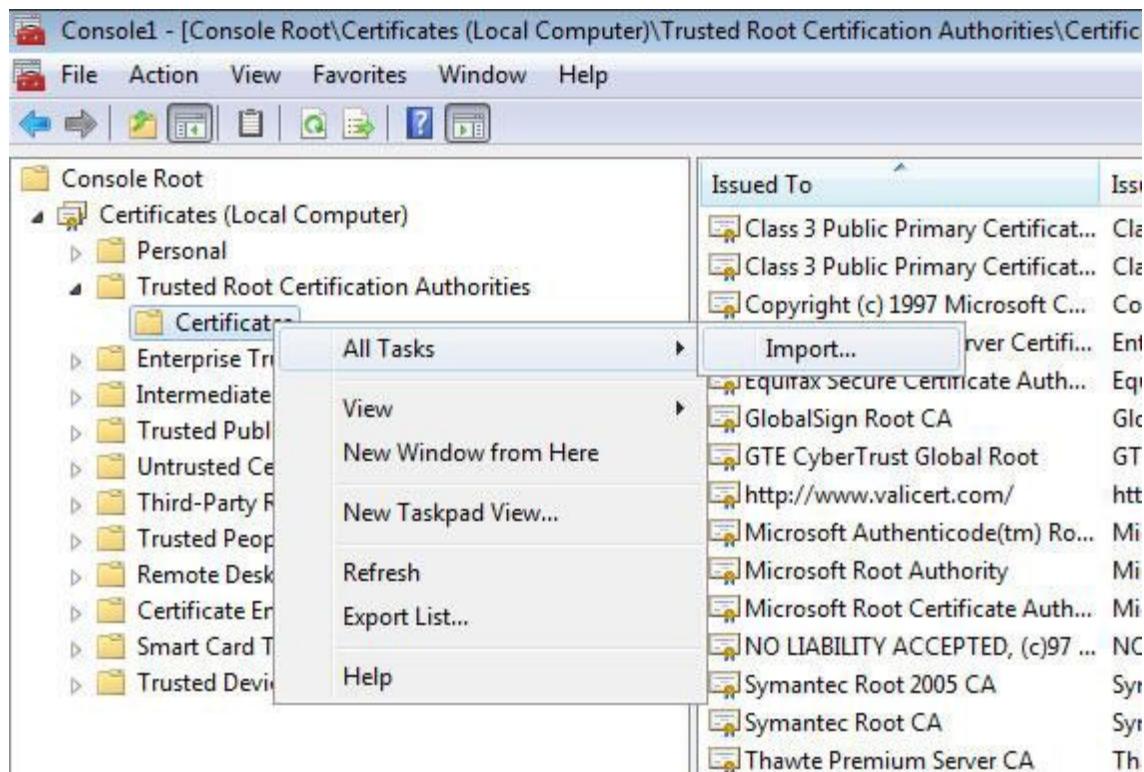 Console1 - [Console Root\Certificates (Local Computer)\Trusted Root Certification Authorities\Certific
File Action View Favorites Window Help
Console Root
Certificates (Local Computer)
Personal
Trusted Root Certification Authorities
Certificates
Enterprise Tru
Intermediate
Trusted Publ
Untrusted Ce
Third-Party R
Trusted Peop
Remote Desk
Certificate En
Smart Card T
Trusted Devi
All Tasks
View
New Window from Here
New Taskpad View...
Refresh
Export List...
Help
Import...
Issued To Issu
Class 3 Public Primary Certificat... Cla
Class 3 Public Primary Certificat... Cla
Copyright (c) 1997 Microsoft C... Co
rver Certifi... Ent
Equifax Secure Certificate Auth... Equ
GlobalSign Root CA Glo
GTE CyberTrust Global Root GT
http://www.valicert.com/ htt
Microsoft Authenticode(tm) Ro... Mi
Microsoft Root Authority Mi
Microsoft Root Certificate Auth... Mi
NO LIABILITY ACCEPTED, (c)97 ... NC
Symantec Root 2005 CA Syr
Symantec Root CA Syr
Thawte Premium Server CA Th